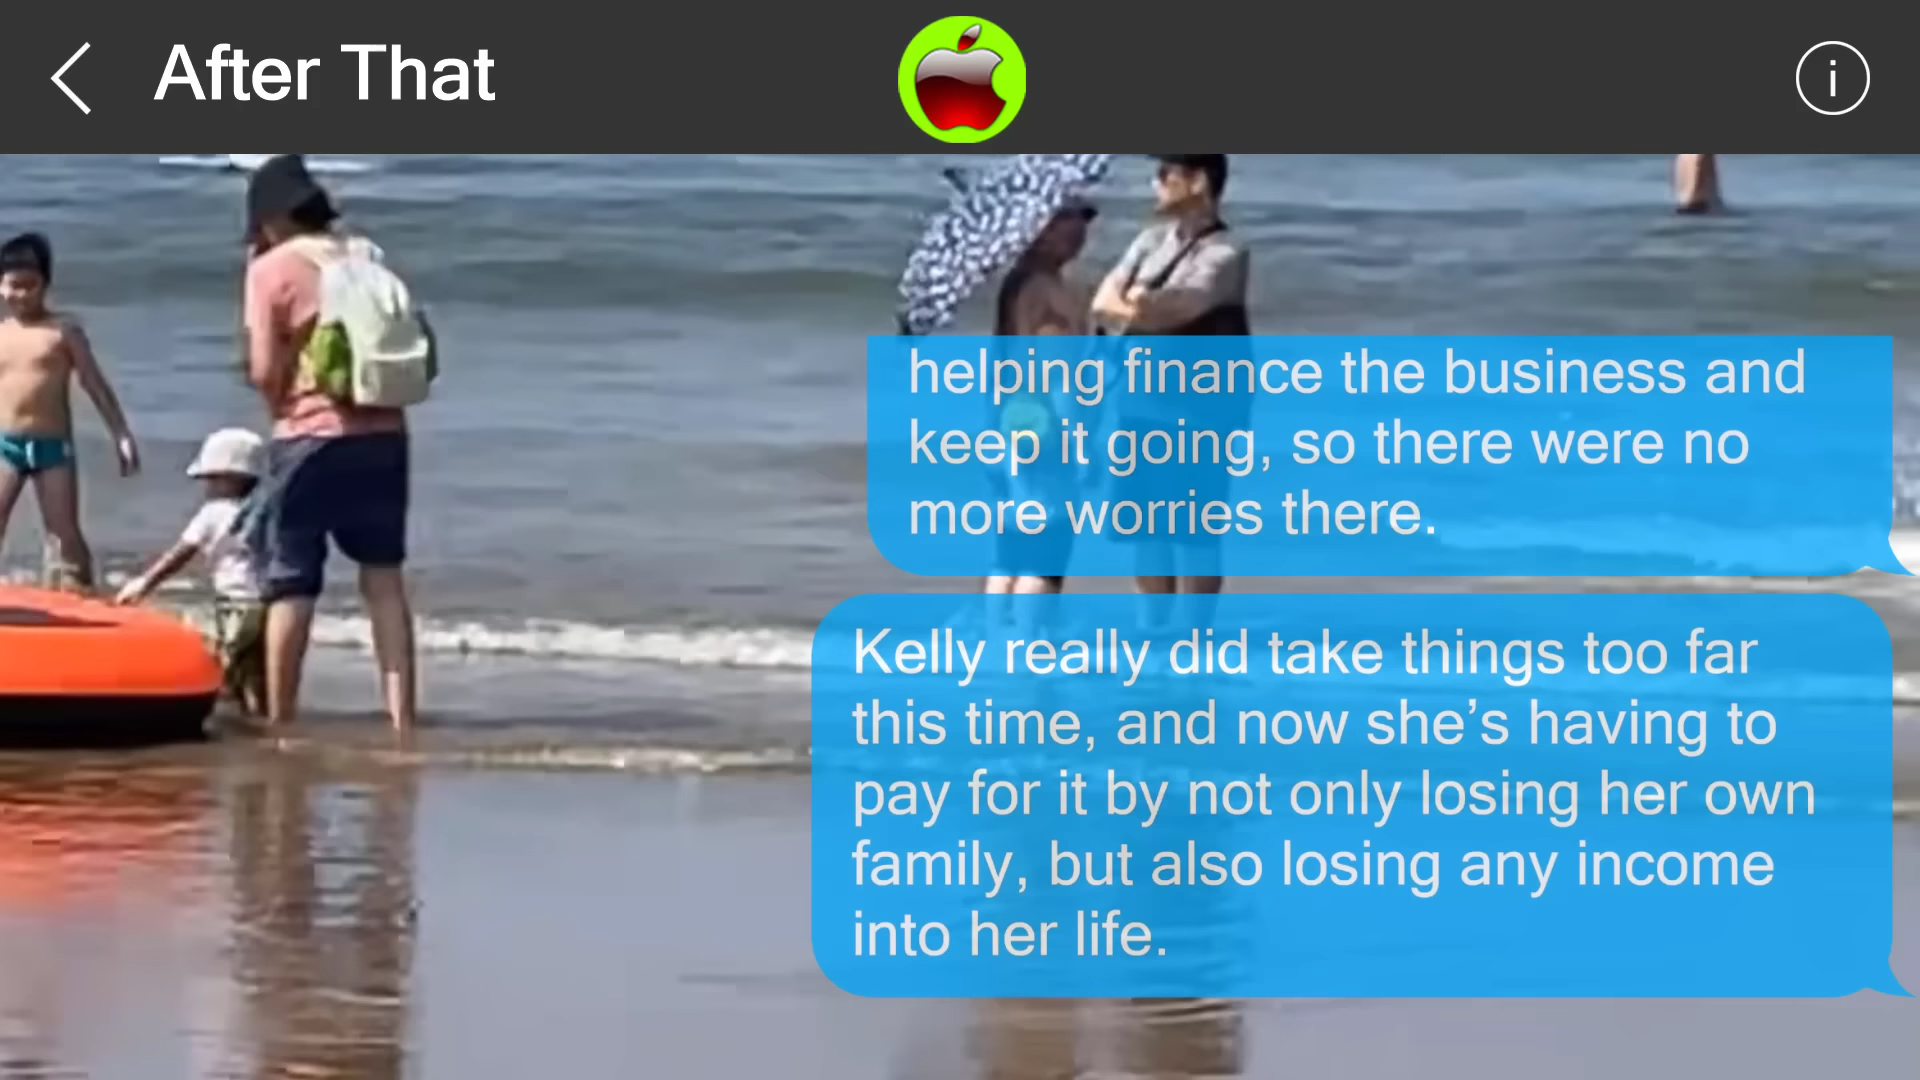 After That
i
helping finance the business and
keep it going, so there were no
more worries there.
Kelly really did take things too far
this time, and now she’s having to
pay for it by not only losing her own
family, but also losing any income
into her life.